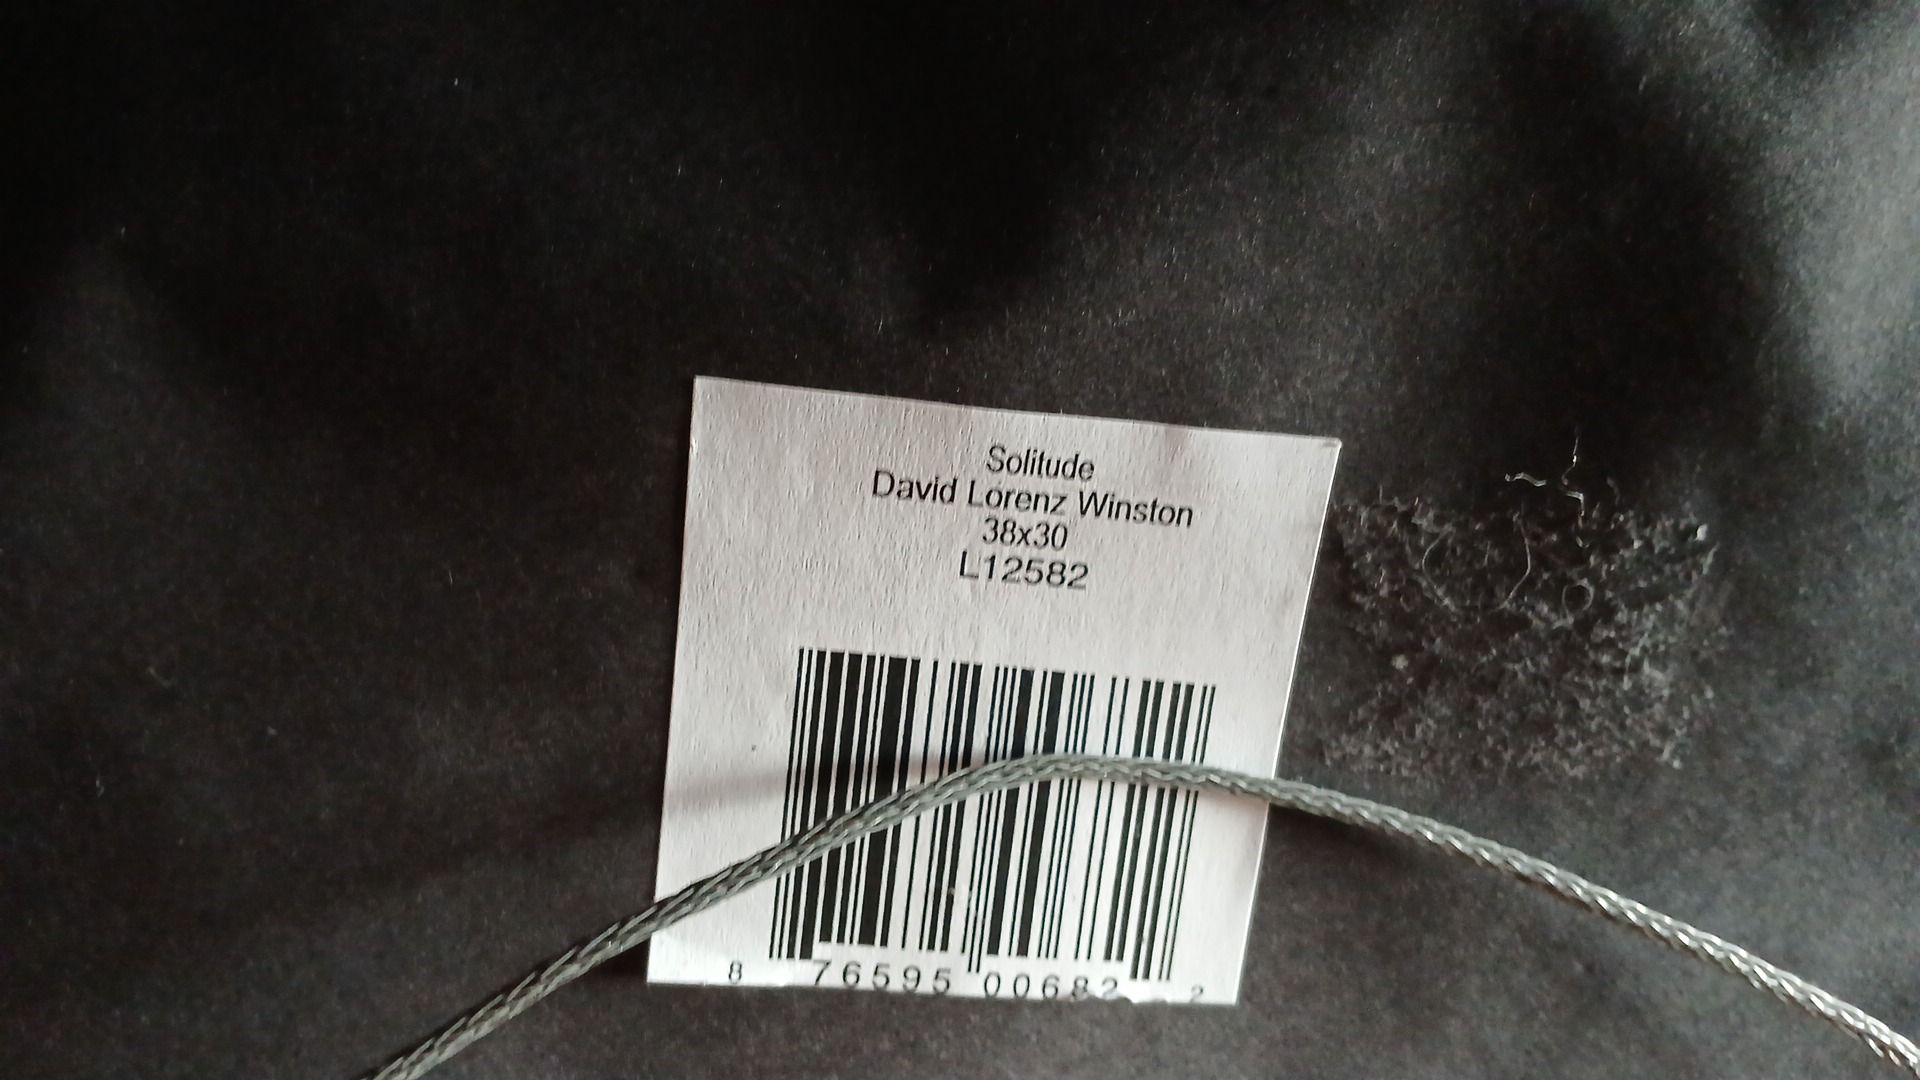 Solitude
David Lorenz Winston
38x30
L12582
8 76595 00682 2